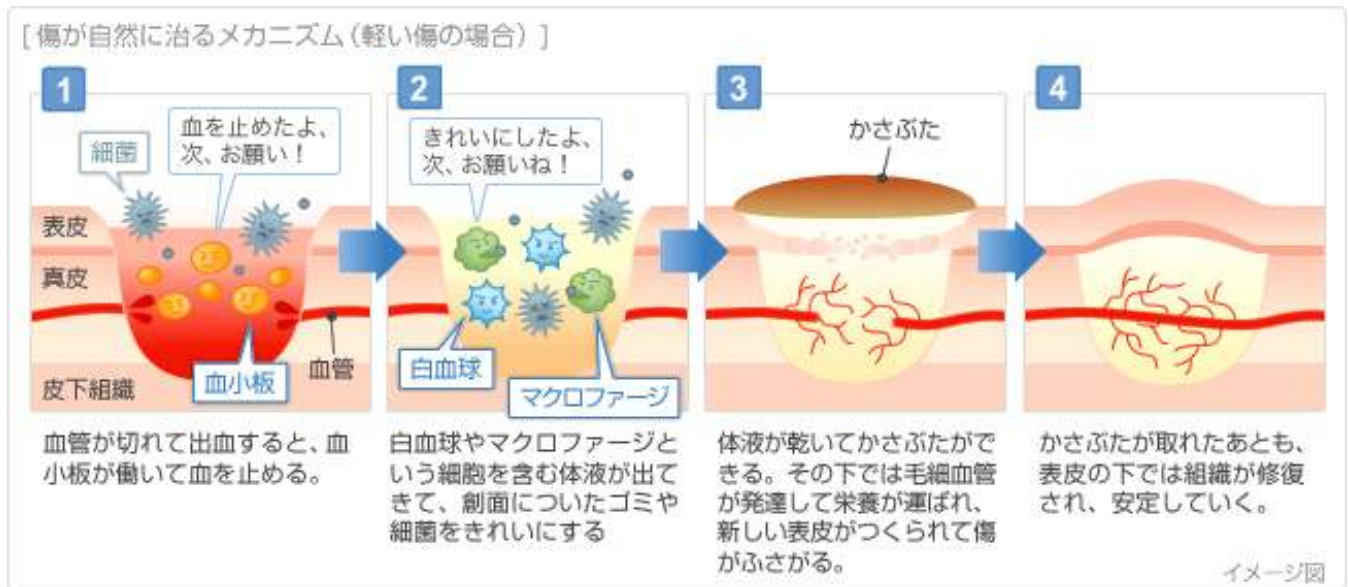 [ 傷が自然に治るメカニズム（軽い傷の場合）]
1
細菌
血を止めたよ、
次、お願い！
表皮
真皮
皮下組織
血小板
血管
血管が切れて出血すると、血
小板が働いて血を止める。
2
きれいにしたよ、
次、お願いね！
白血球
マクロファージ
白血球やマクロファージと
いう細胞を含む体液が出て
きて、創面についたゴミや
細菌をきれいにする
3
かさぶた
体液が乾いてかさぶたがで
きる。その下では毛細血管
が発達して栄養が運ばれ、
新しい表皮がつくられて傷
がふさがる。
4
かさぶたが取れたあとも、
表皮の下では組織が修復
され、安定していく。
イメージ図